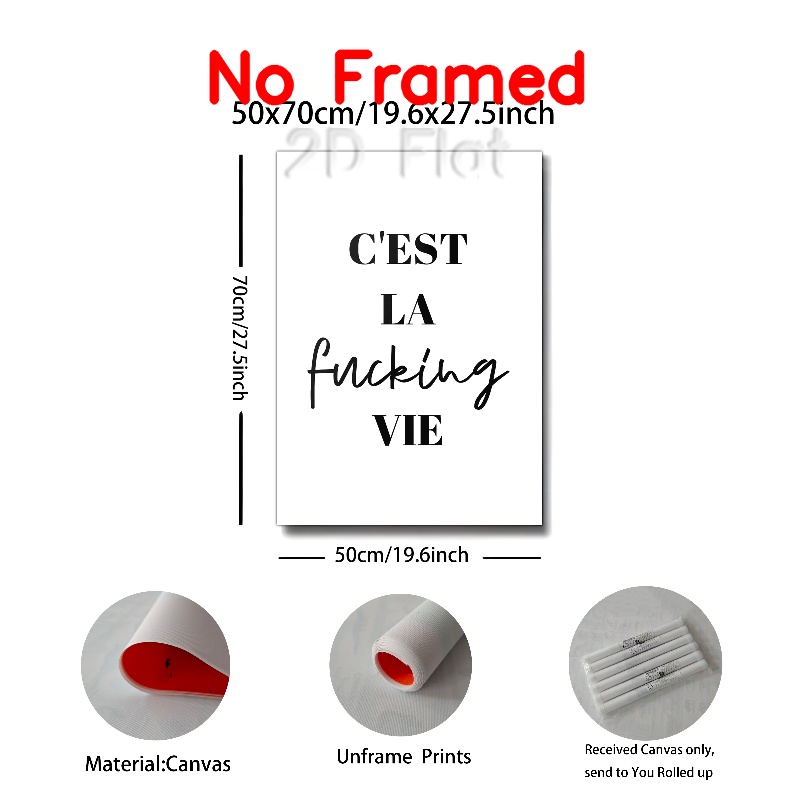 No Framed
50x70cm/19.6x27.5inch
2D Flat
70cm/27.5inch
C'EST
LA
fucking
VIE
50cm/19.6inch
Material:Canvas
Unframe Prints
Received Canvas only,
send to You Rolled up